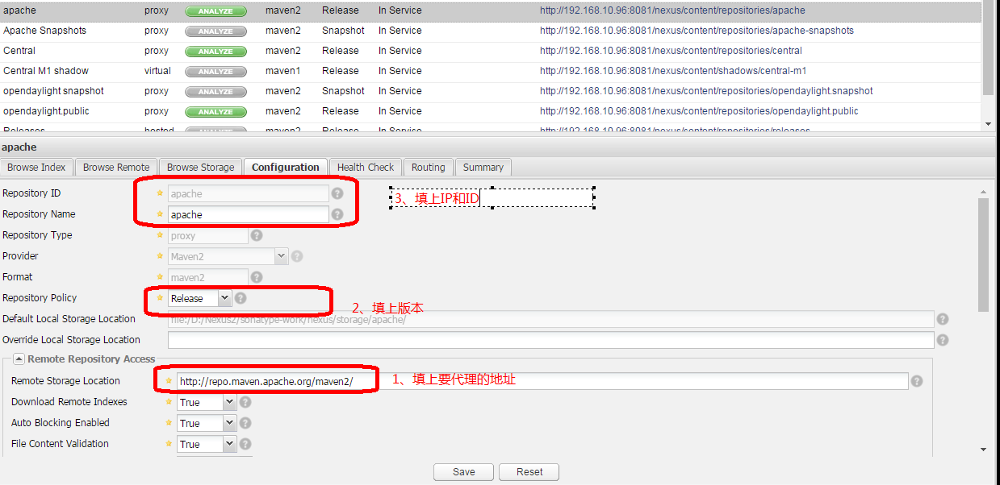 apache proxy ANALYZE maven2 Release In Service http://192.168.10.96:8081/nexus/content/repositories/apache
Apache Snapshots proxy ANALYZE maven2 Snapshot In Service http://192.168.10.96:8081/nexus/content/repositories/apache-snapshots
Central proxy ANALYZE maven2 Release In Service http://192.168.10.96:8081/nexus/content/repositories/central
Central M1 shadow virtual ANALYZE maven1 Release In Service http://192.168.10.96:8081/nexus/content/shadows/central-m1
opendaylight snapshot proxy ANALYZE maven2 Snapshot In Service http://192.168.10.96:8081/nexus/content/repositories/opendaylight.snapshot
opendaylight.public proxy ANALYZE maven2 Release In Service http://192.168.10.96:8081/nexus/content/repositories/opendaylight.public
Releases hosted ANALYZE maven2 Release In Service http://192.168.10.96:8081/nexus/content/repositories/releases
apache
Browse Index Browse Remote Browse Storage Configuration Health Check Routing Summary
Repository ID apache 3、填上IP和ID
Repository Name apache
Repository Type proxy
Provider Maven2
Format maven2
Repository Policy Release
2、填上版本
Default Local Storage Location file:/D:/Nexus2/sonatype-work/nexus/storage/apache/
Override Local Storage Location
Remote Repository Access
Remote Storage Location http://repo.maven.apache.org/maven2/ 1、填上要代理的地址
Download Remote Indexes True
Auto Blocking Enabled True
File Content Validation True
Save Reset